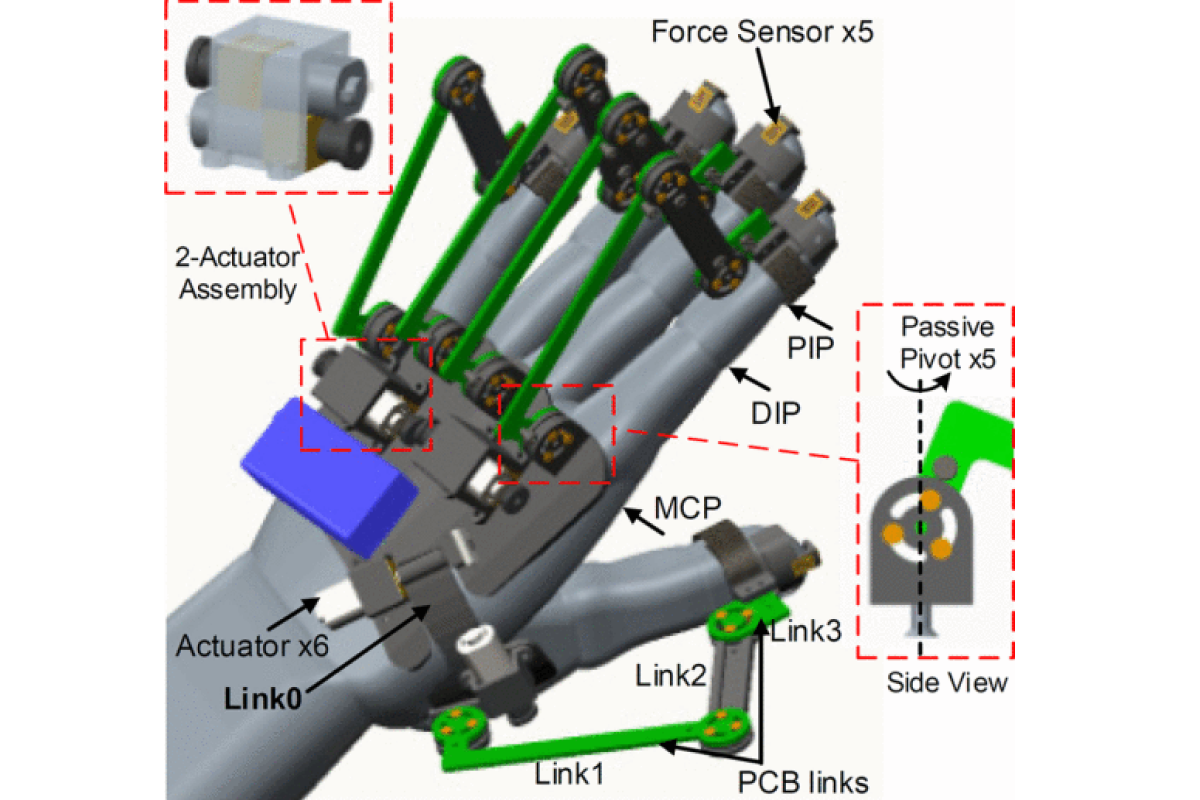 Force Sensor x5
2-Actuator
Assembly
Passive
Pivot x5
PIP
DIP
MCP
Actuator x6
Link0
Link3
Link2
Side View
Link1
PCB links